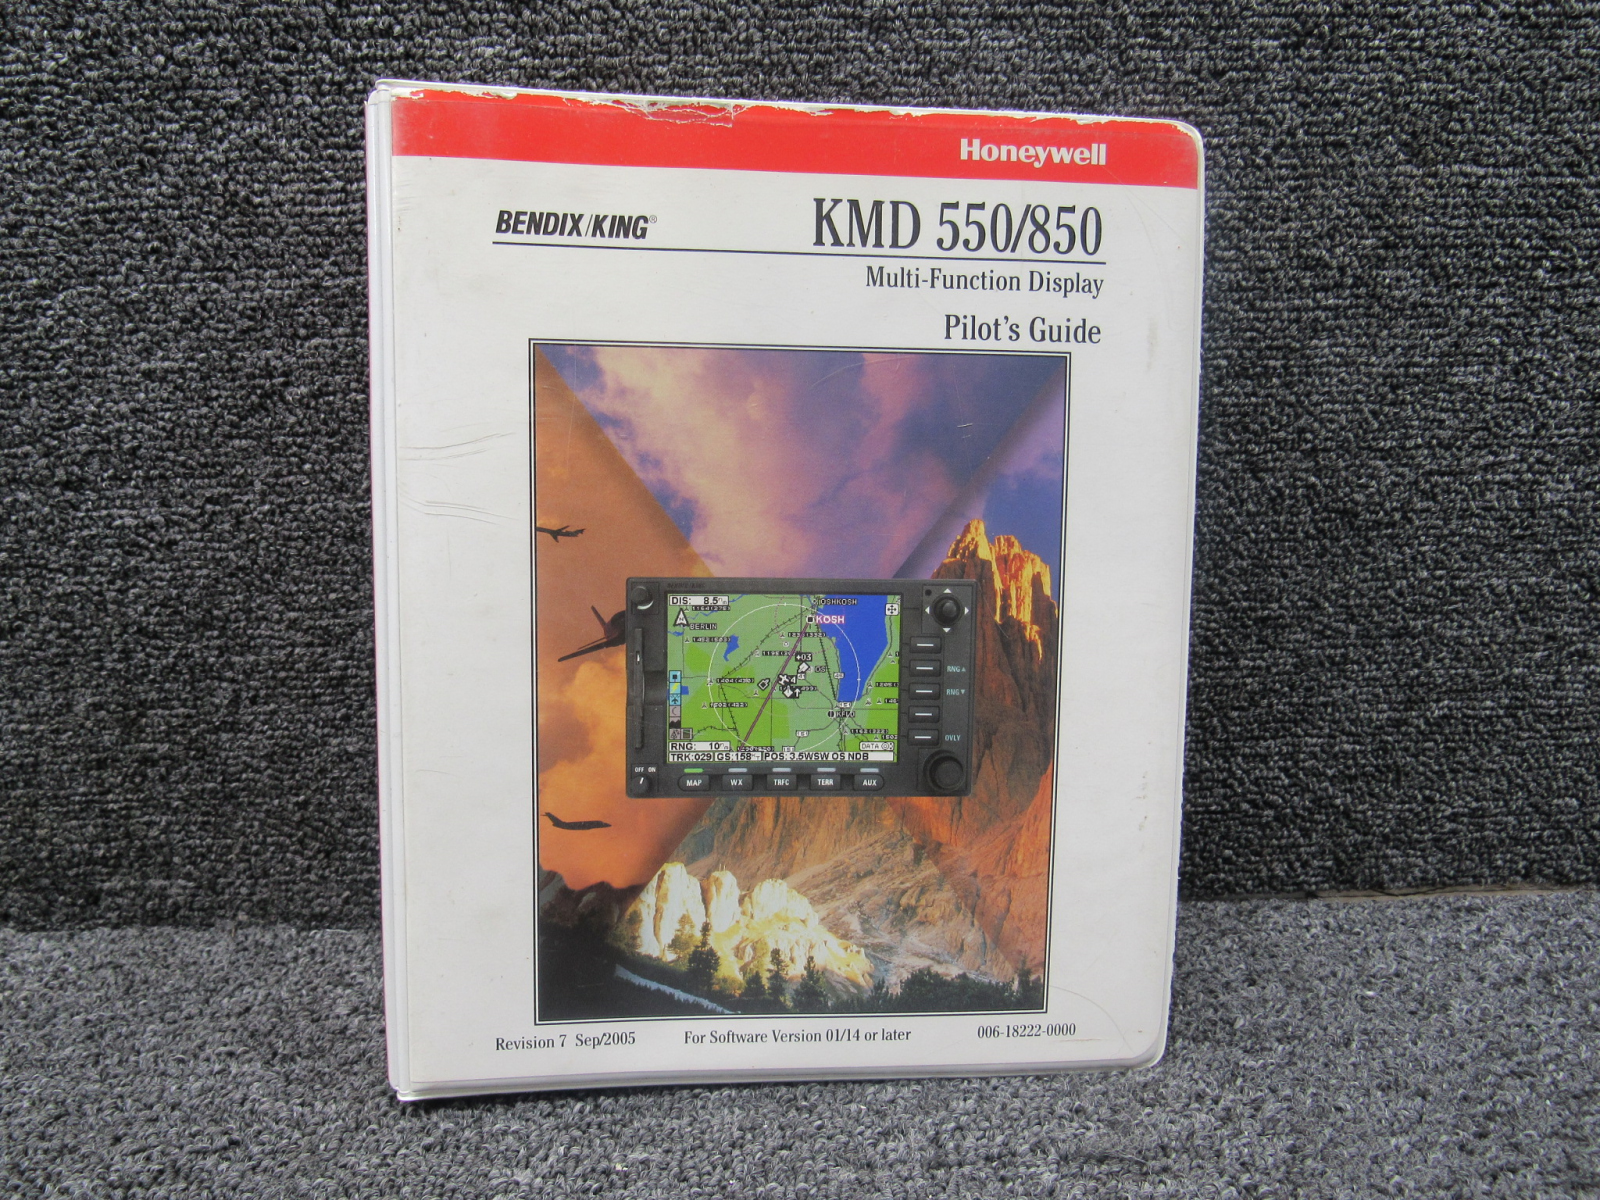 Honeywell
BENDIX/KING®
KMD 550/850
Multi-Function Display
Pilot's Guide
DIS: 8.5
OSHKOSH
KOSH
BERLIN
RNG▲
RNG▼
OVLY
RNG: 10
DATA
TRK:029 GS:158 POS: 3.5WSW OS NDB
OFF ON
MAP WX TRFC TERR AUX
Revision 7 Sep/2005 For Software Version 01/14 or later 006-18222-0000